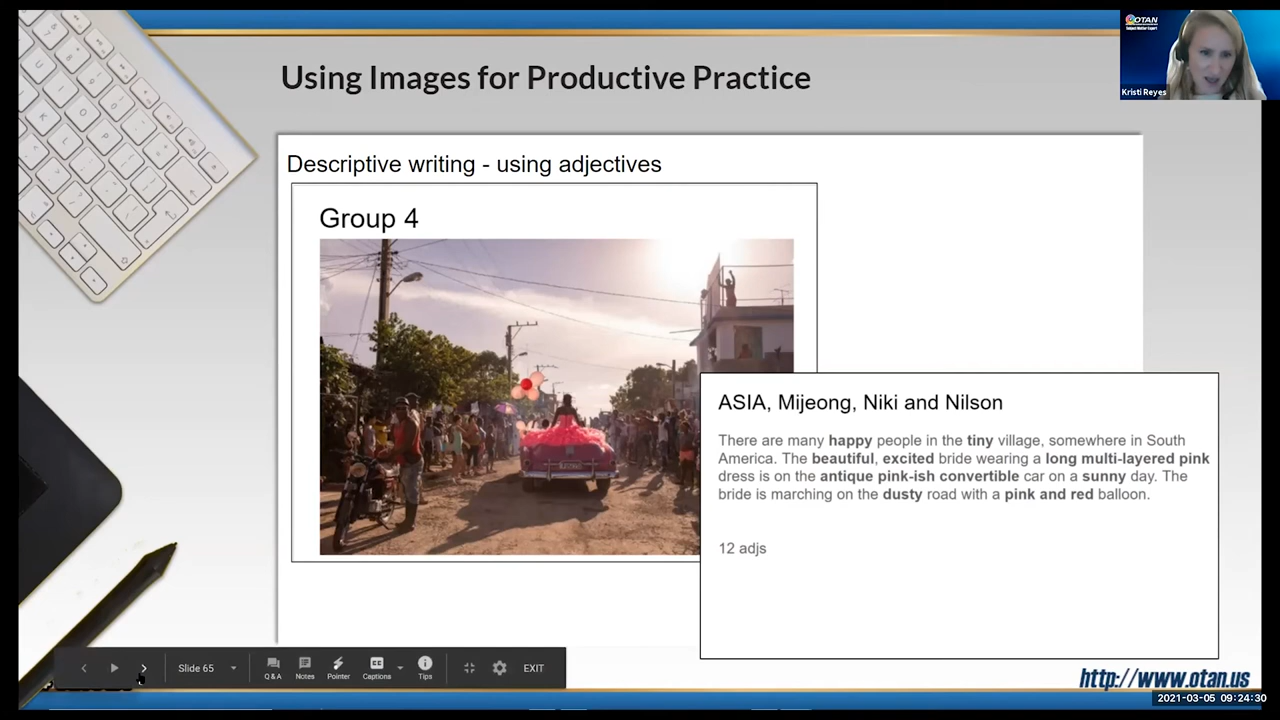 OTAN
Subject Matter Expert
Kristi Reyes
Using Images for Productive Practice
Descriptive writing - using adjectives
Group 4
ASIA, Mijeong, Niki and Nilson
There are many happy people in the tiny village, somewhere in South
America. The beautiful, excited bride wearing a long multi-layered pink
dress is on the antique pink-ish convertible car on a sunny day. The
bride is marching on the dusty road with a pink and red balloon.
12 adjs
Slide 65
Q & A
Notes
Pointer
Captions
Tips
EXIT
http://www.otan.us
2021-03-05 09:24:30